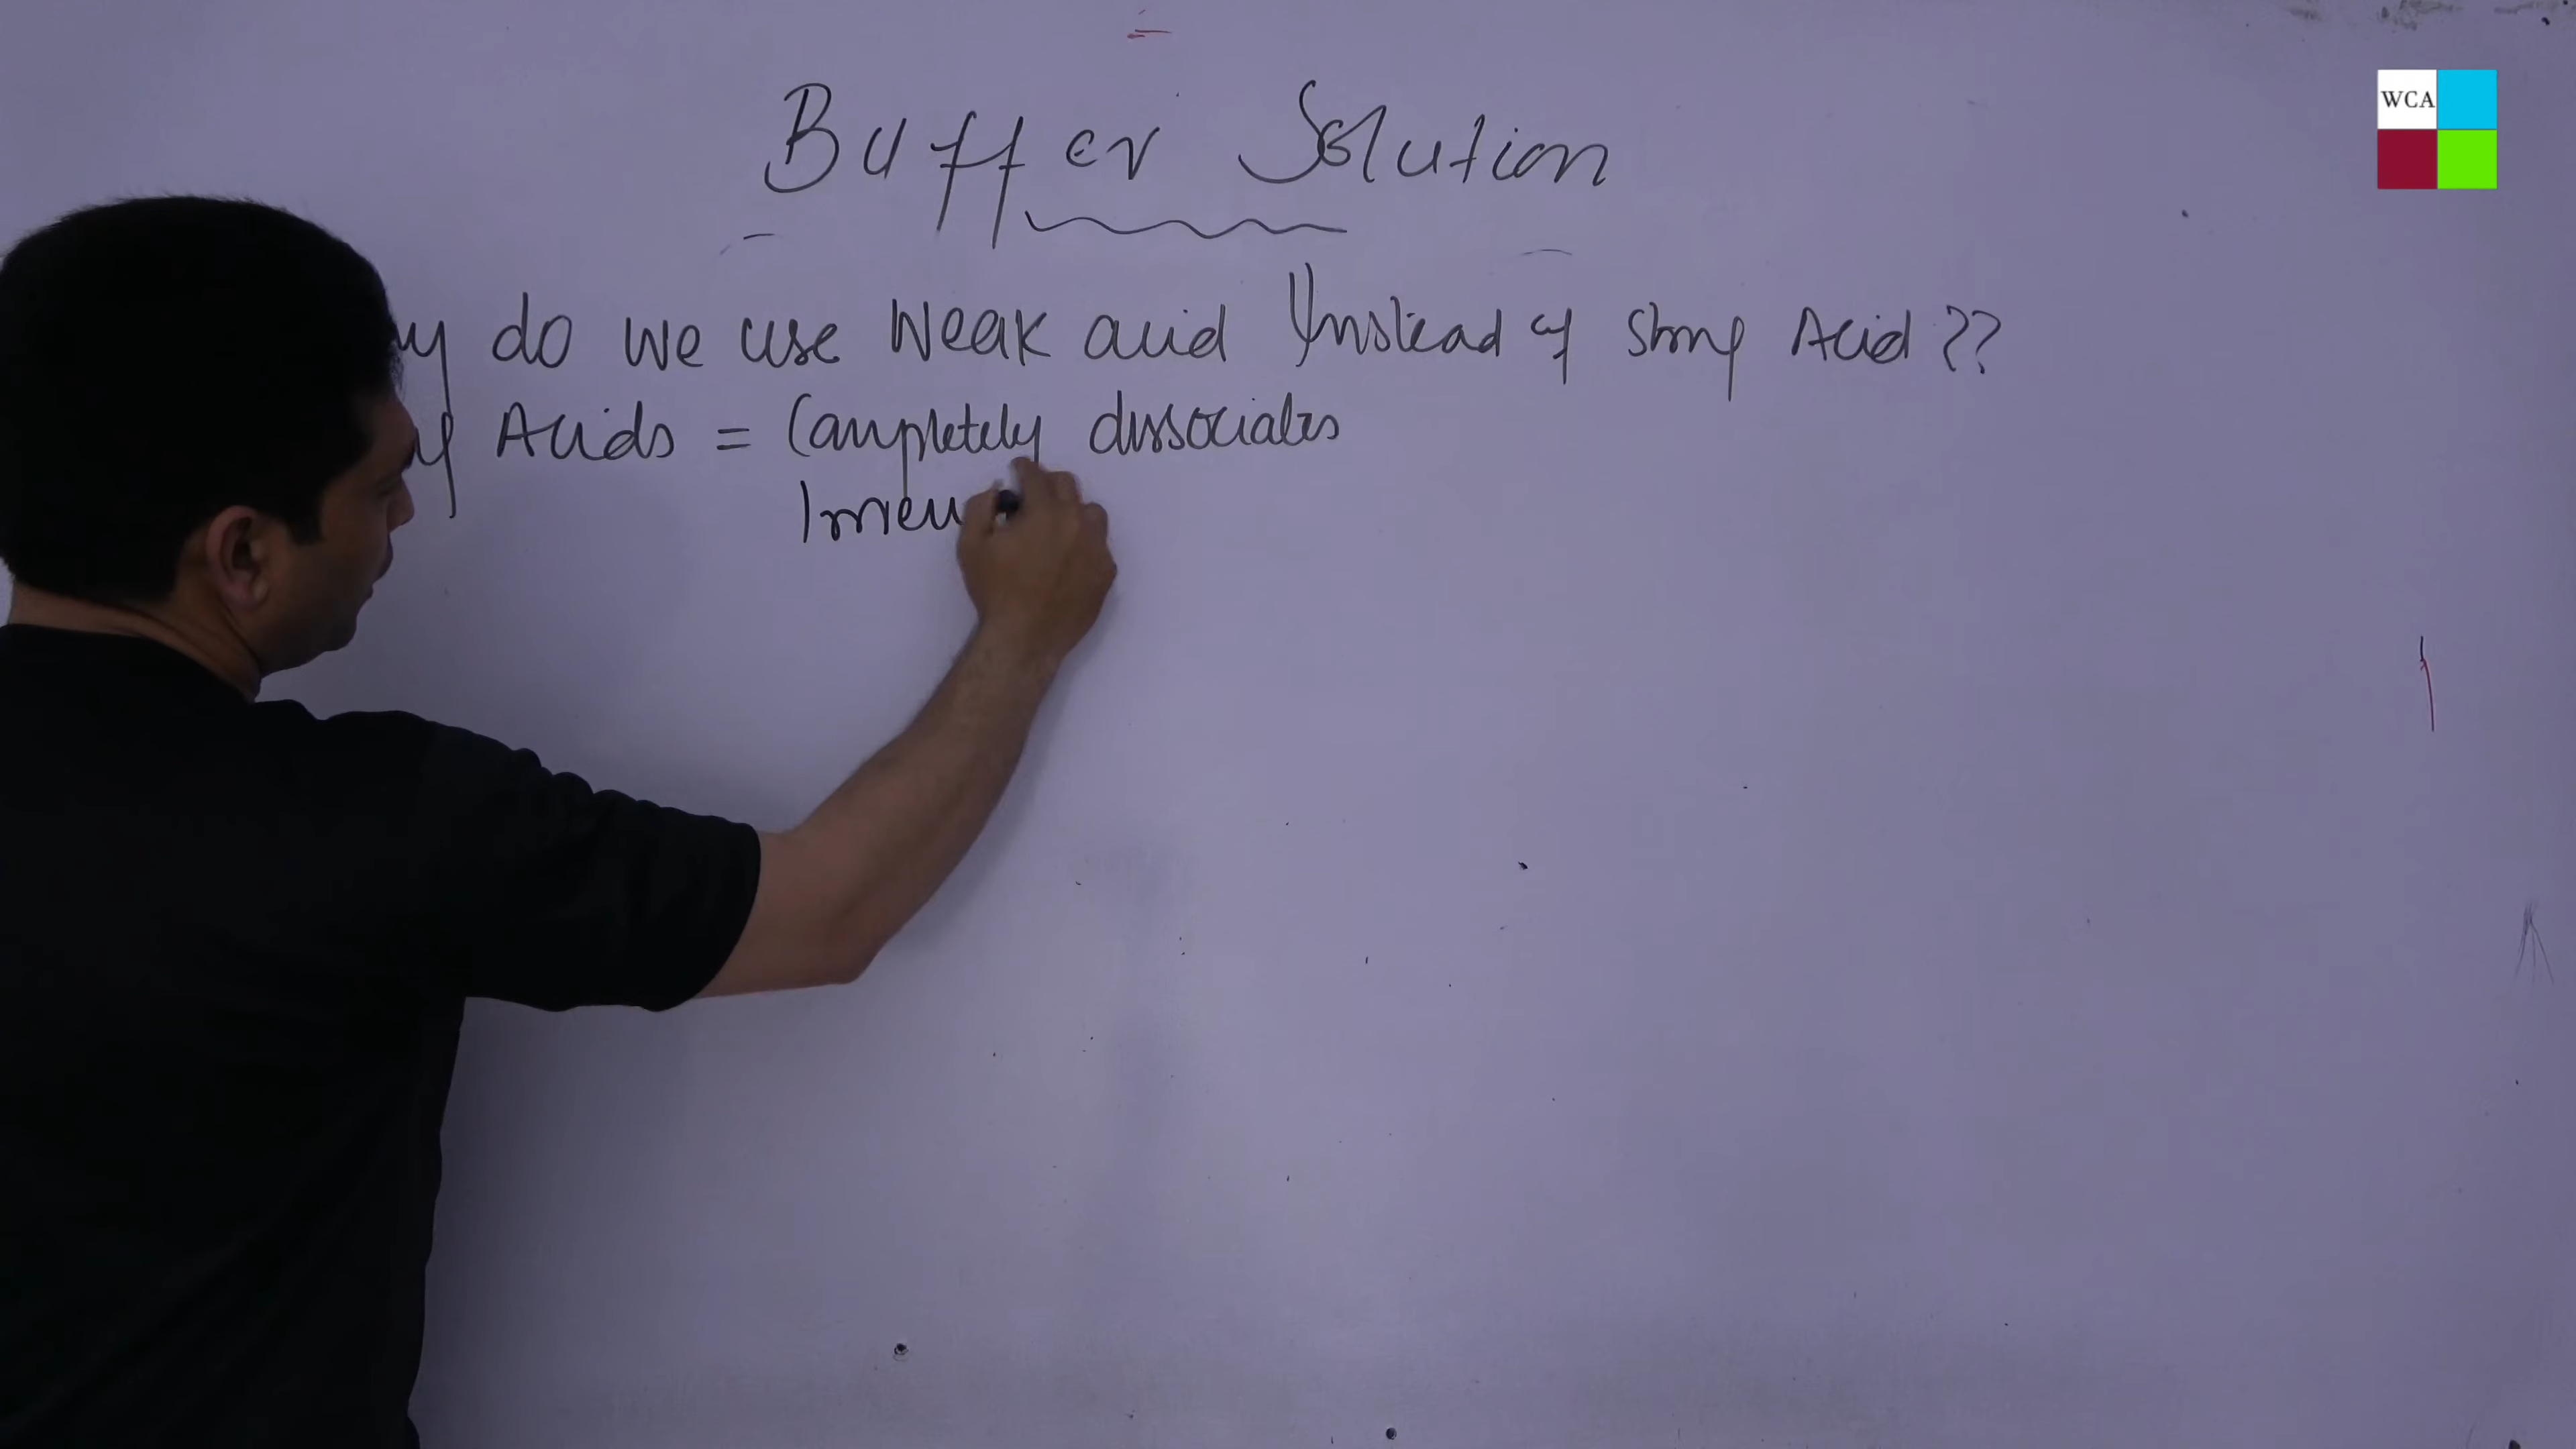 WCA
Buffer Solution
do we use Weak acid Instead of Strong Acid??
Acids = Completely dissociates
Irrev